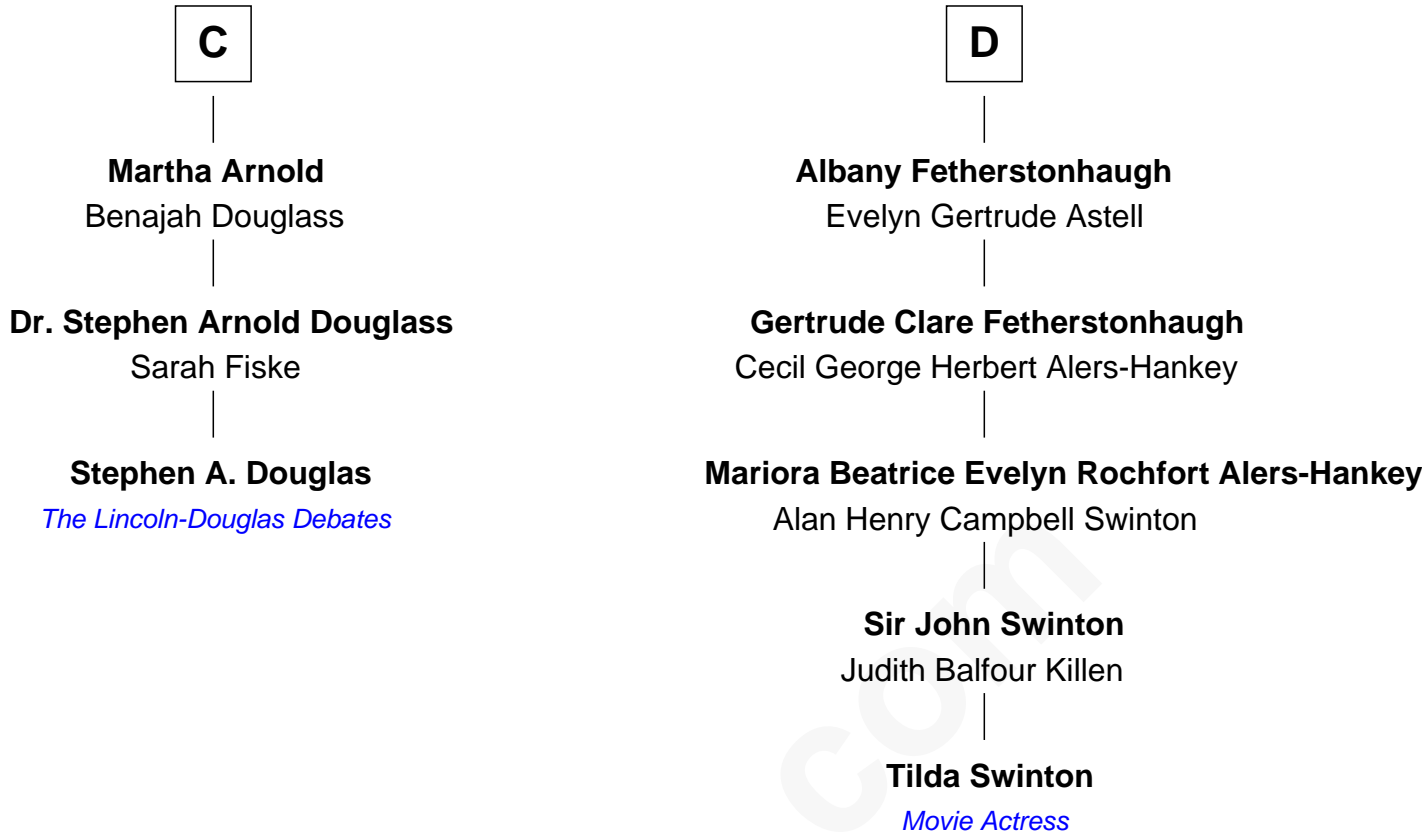 C
Martha Arnold
Benajah Douglass
Dr. Stephen Arnold Douglass
Sarah Fiske
Stephen A. Douglas
The Lincoln-Douglas Debates
D
Albany Fetherstonhaugh
Evelyn Gertrude Astell
Gertrude Clare Fetherstonhaugh
Cecil George Herbert Alers-Hankey
Mariora Beatrice Evelyn Rochfort Alers-Hankey
Alan Henry Campbell Swinton
Sir John Swinton
Judith Balfour Killen
Tilda Swinton
Movie Actress
com